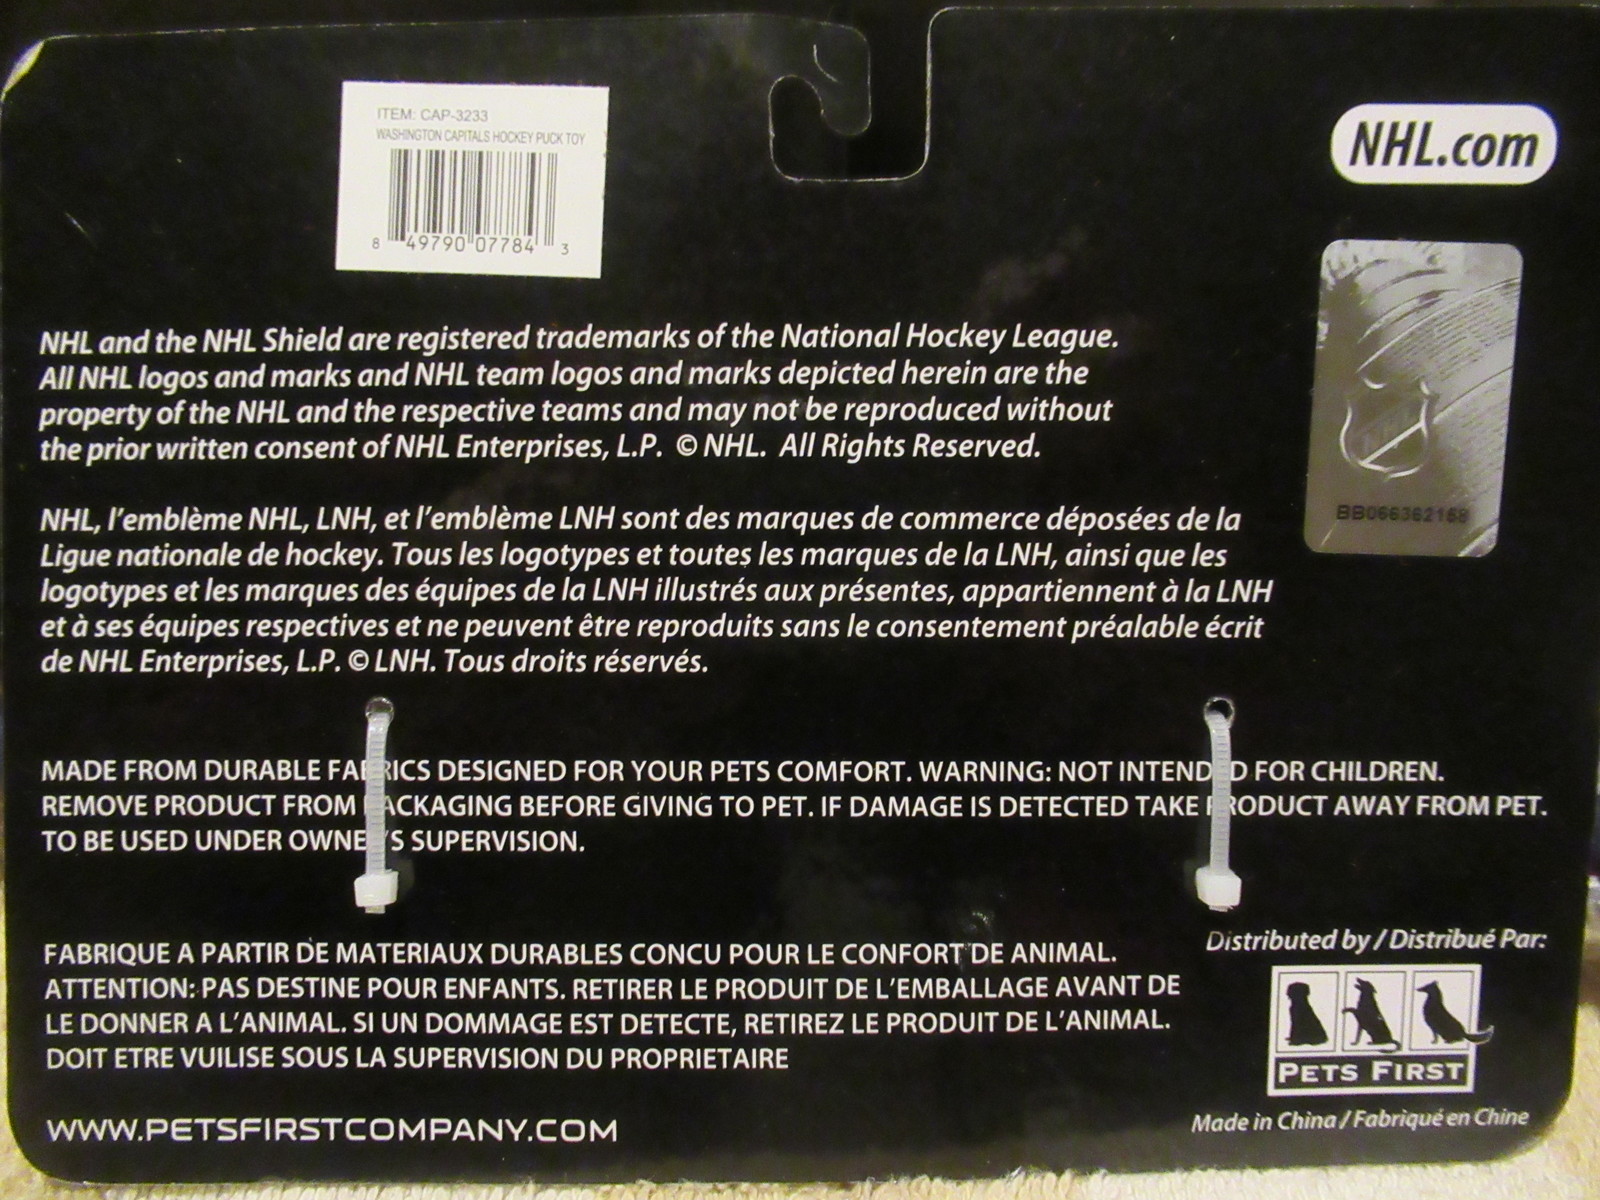 ITEM: CAP-3233
WASHINGTON CAPITALS HOCKEY PUCK TOY
8 49790 07784 3
NHL.com
BB066362168
NHL and the NHL Shield are registered trademarks of the National Hockey League.
All NHL logos and marks and NHL team logos and marks depicted herein are the
property of the NHL and the respective teams and may not be reproduced without
the prior written consent of NHL Enterprises, L.P. © NHL. All Rights Reserved.
NHL, l'emblème NHL, LNH, et l'emblème LNH sont des marques de commerce déposées de la
Ligue nationale de hockey. Tous les logotypes et toutes les marques de la LNH, ainsi que les
logotypes et les marques des équipes de la LNH illustrés aux présentes, appartiennent à la LNH
et à ses équipes respectives et ne peuvent être reproduits sans le consentement préalable écrit
de NHL Enterprises, L.P. © LNH. Tous droits réservés.
MADE FROM DURABLE FABRICS DESIGNED FOR YOUR PETS COMFORT. WARNING: NOT INTENDED FOR CHILDREN.
REMOVE PRODUCT FROM PACKAGING BEFORE GIVING TO PET. IF DAMAGE IS DETECTED TAKE PRODUCT AWAY FROM PET.
TO BE USED UNDER OWNER'S SUPERVISION.
FABRIQUE A PARTIR DE MATERIAUX DURABLES CONCU POUR LE CONFORT DE ANIMAL.
ATTENTION: PAS DESTINE POUR ENFANTS. RETIRER LE PRODUIT DE L'EMBALLAGE AVANT DE
LE DONNER A L'ANIMAL. SI UN DOMMAGE EST DETECTE, RETIREZ LE PRODUIT DE L'ANIMAL.
DOIT ETRE VUILISE SOUS LA SUPERVISION DU PROPRIETAIRE
WWW.PETSFIRSTCOMPANY.COM
Distributed by / Distribué Par:
PETS FIRST
Made in China / Fabriqué en Chine